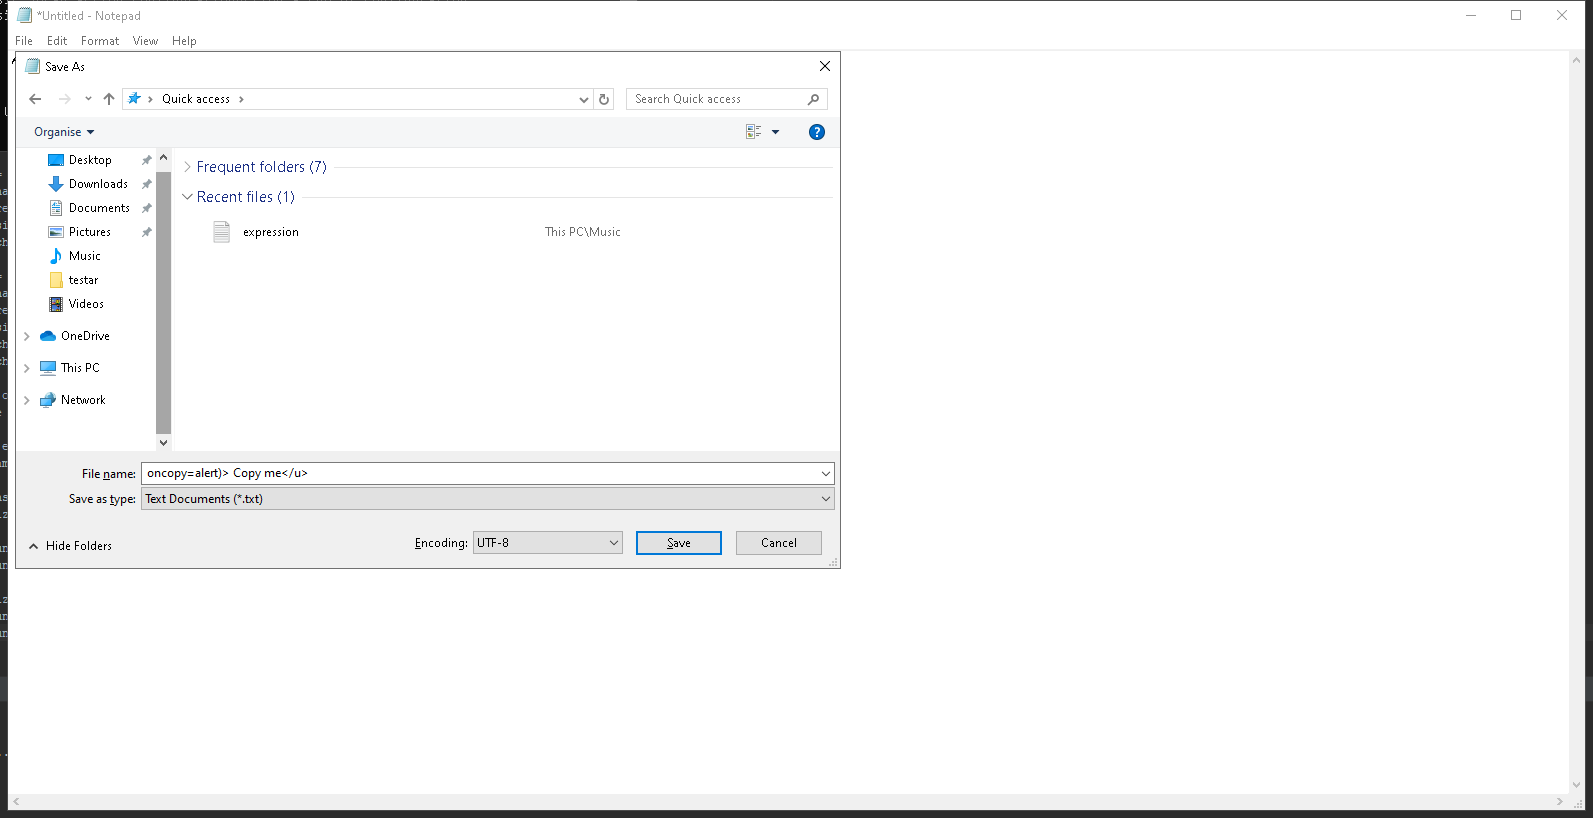 *Untitled - Notepad
File Edit Format View Help
Save As
Quick access
Search Quick access
Organise
?
Desktop
Downloads
Documents
Pictures
Music
testar
Videos
OneDrive
This PC
Network
Frequent folders (7)
Recent files (1)
expression This PC\Music
File name: oncopy=alert)> Copy me</u>
Save as type: Text Documents (*.txt)
Hide Folders
Encoding: UTF-8
Save
Cancel